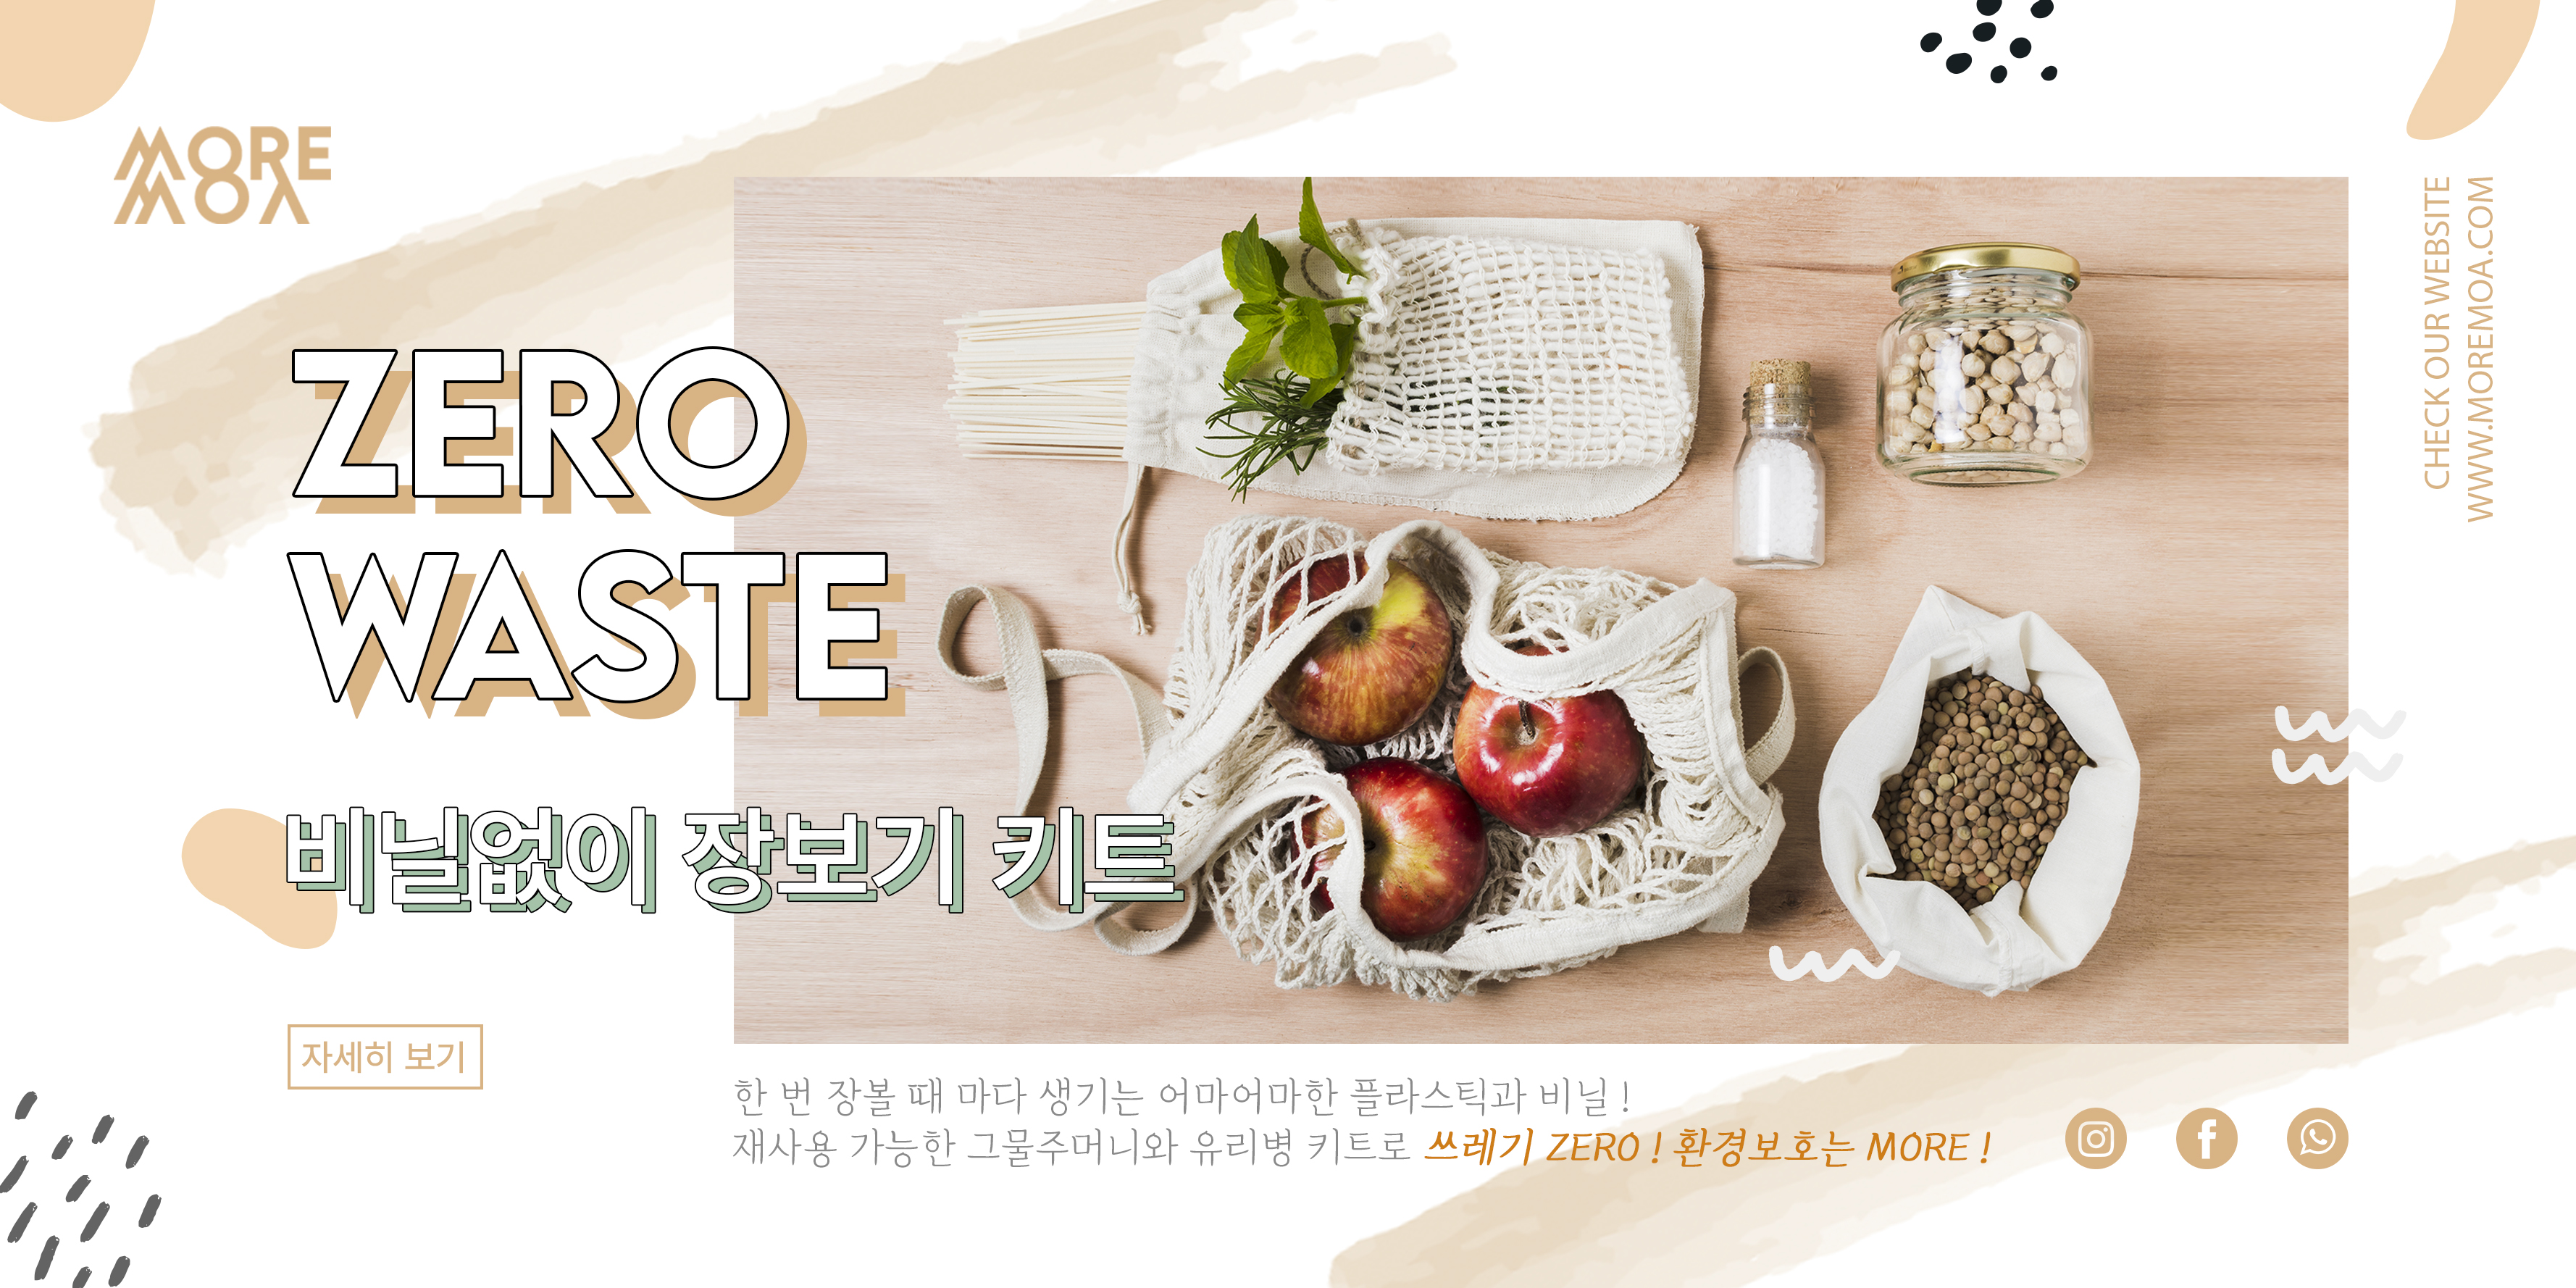 MORE
MOA
ZERO
WASTE
비닐없이 장보기 키트
자세히 보기
한 번 장볼 때 마다 생기는 어마어마한 플라스틱과 비닐 !
재사용 가능한 그물주머니와 유리병 키트로 쓰레기 ZERO ! 환경보호는 MORE !
CHECK OUR WEBSITE
WWW.MOREMOA.COM